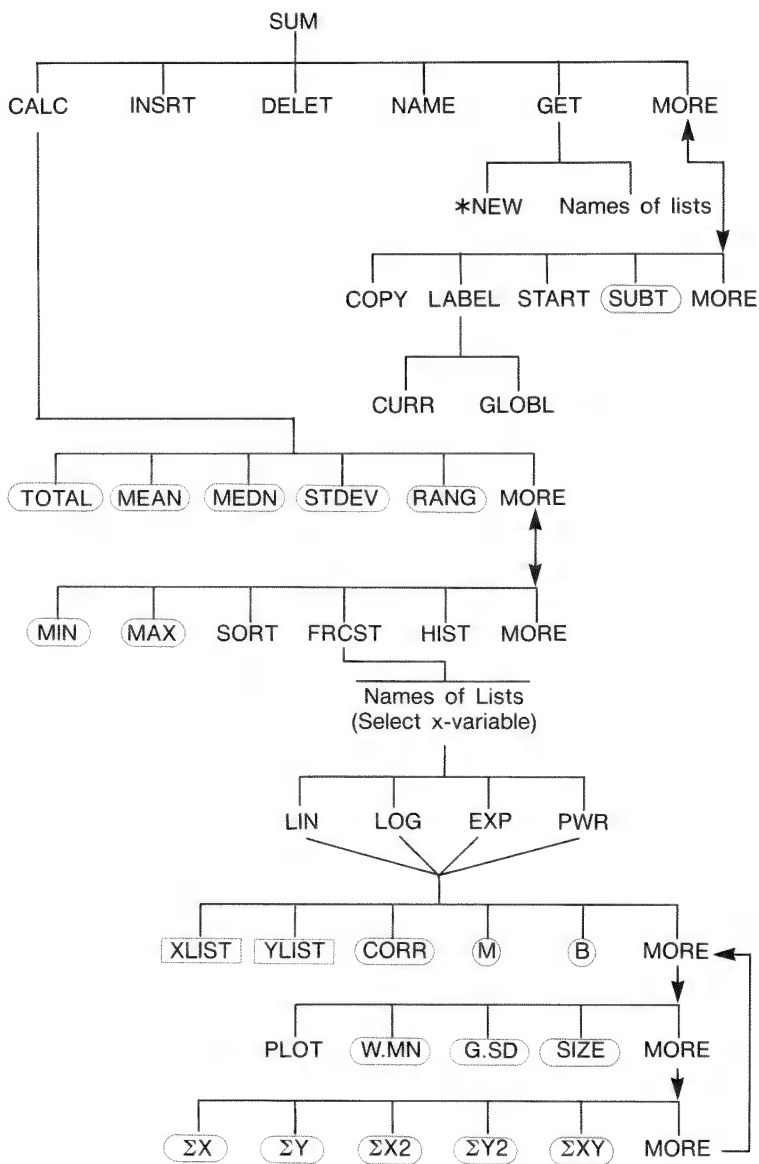 SUM
CALC INSRT DELET NAME GET MORE
*NEW Names of lists
COPY LABEL START SUBT MORE
CURR GLOBL
TOTAL MEAN MEDN STDEV RANG MORE
MIN MAX SORT FRCST HIST MORE
Names of Lists
(Select x-variable)
LIN LOG EXP PWR
XLIST YLIST CORR M B MORE
PLOT W.MN G.SD SIZE MORE
ΣX ΣY ΣX2 ΣY2 ΣXY MORE